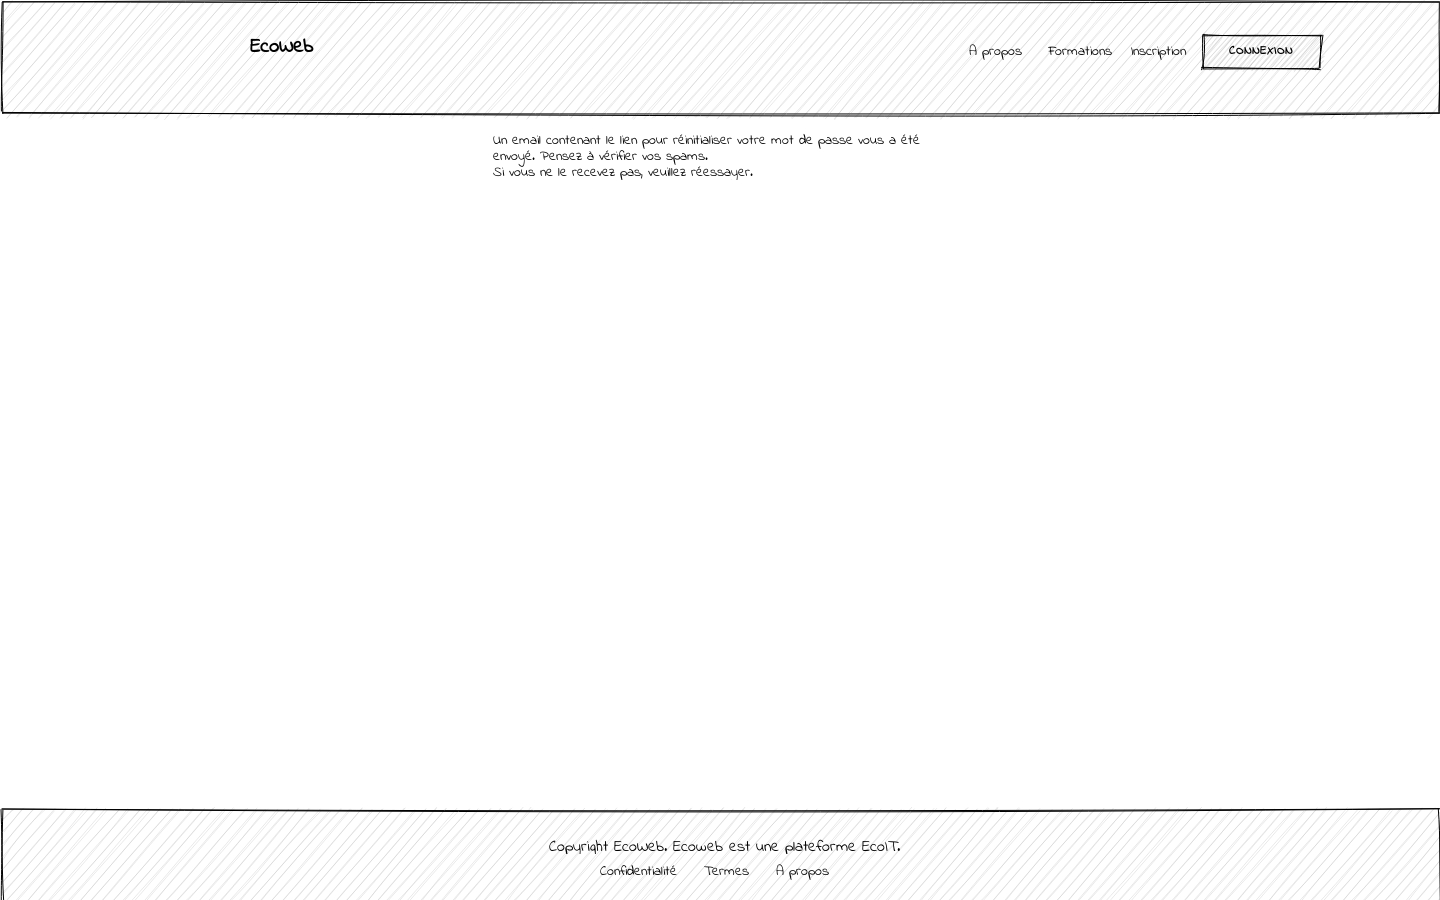 Ecoweb
À propos Formations Inscription CONNEXION
Un email contenant le lien pour réinitialiser votre mot de passe vous a été
envoyé. Pensez à vérifier vos spams.
Si vous ne le recevez pas, veuillez réessayer.
Copyright Ecoweb. Ecoweb est une plateforme EcoIT.
Confidentialité Termes À propos